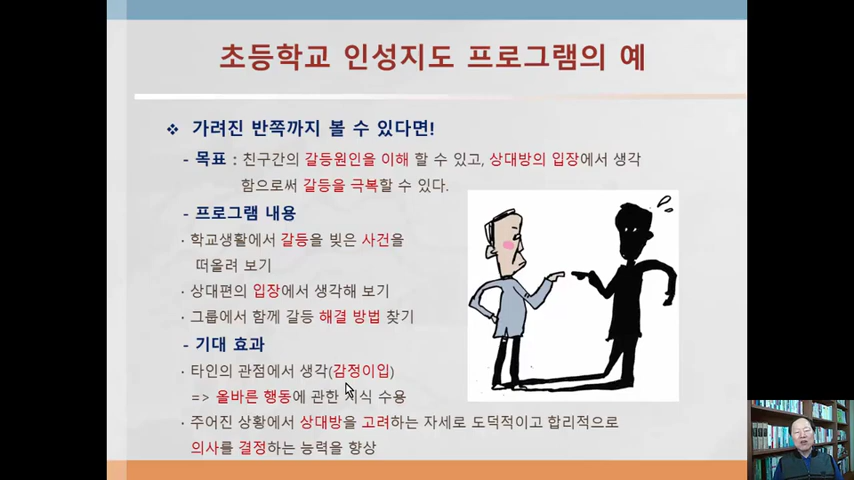 초등학교 인성지도 프로그램의 예
❖ 가려진 반쪽까지 볼 수 있다면!
- 목표 : 친구간의 갈등원인을 이해 할 수 있고, 상대방의 입장에서 생각
함으로써 갈등을 극복할 수 있다.
- 프로그램 내용
· 학교생활에서 갈등을 빚은 사건을
떠올려 보기
· 상대편의 입장에서 생각해 보기
· 그룹에서 함께 갈등 해결 방법 찾기
- 기대 효과
· 타인의 관점에서 생각(감정이입)
=> 올바른 행동에 관한 지식 수용
· 주어진 상황에서 상대방을 고려하는 자세로 도덕적이고 합리적으로
의사를 결정하는 능력을 향상